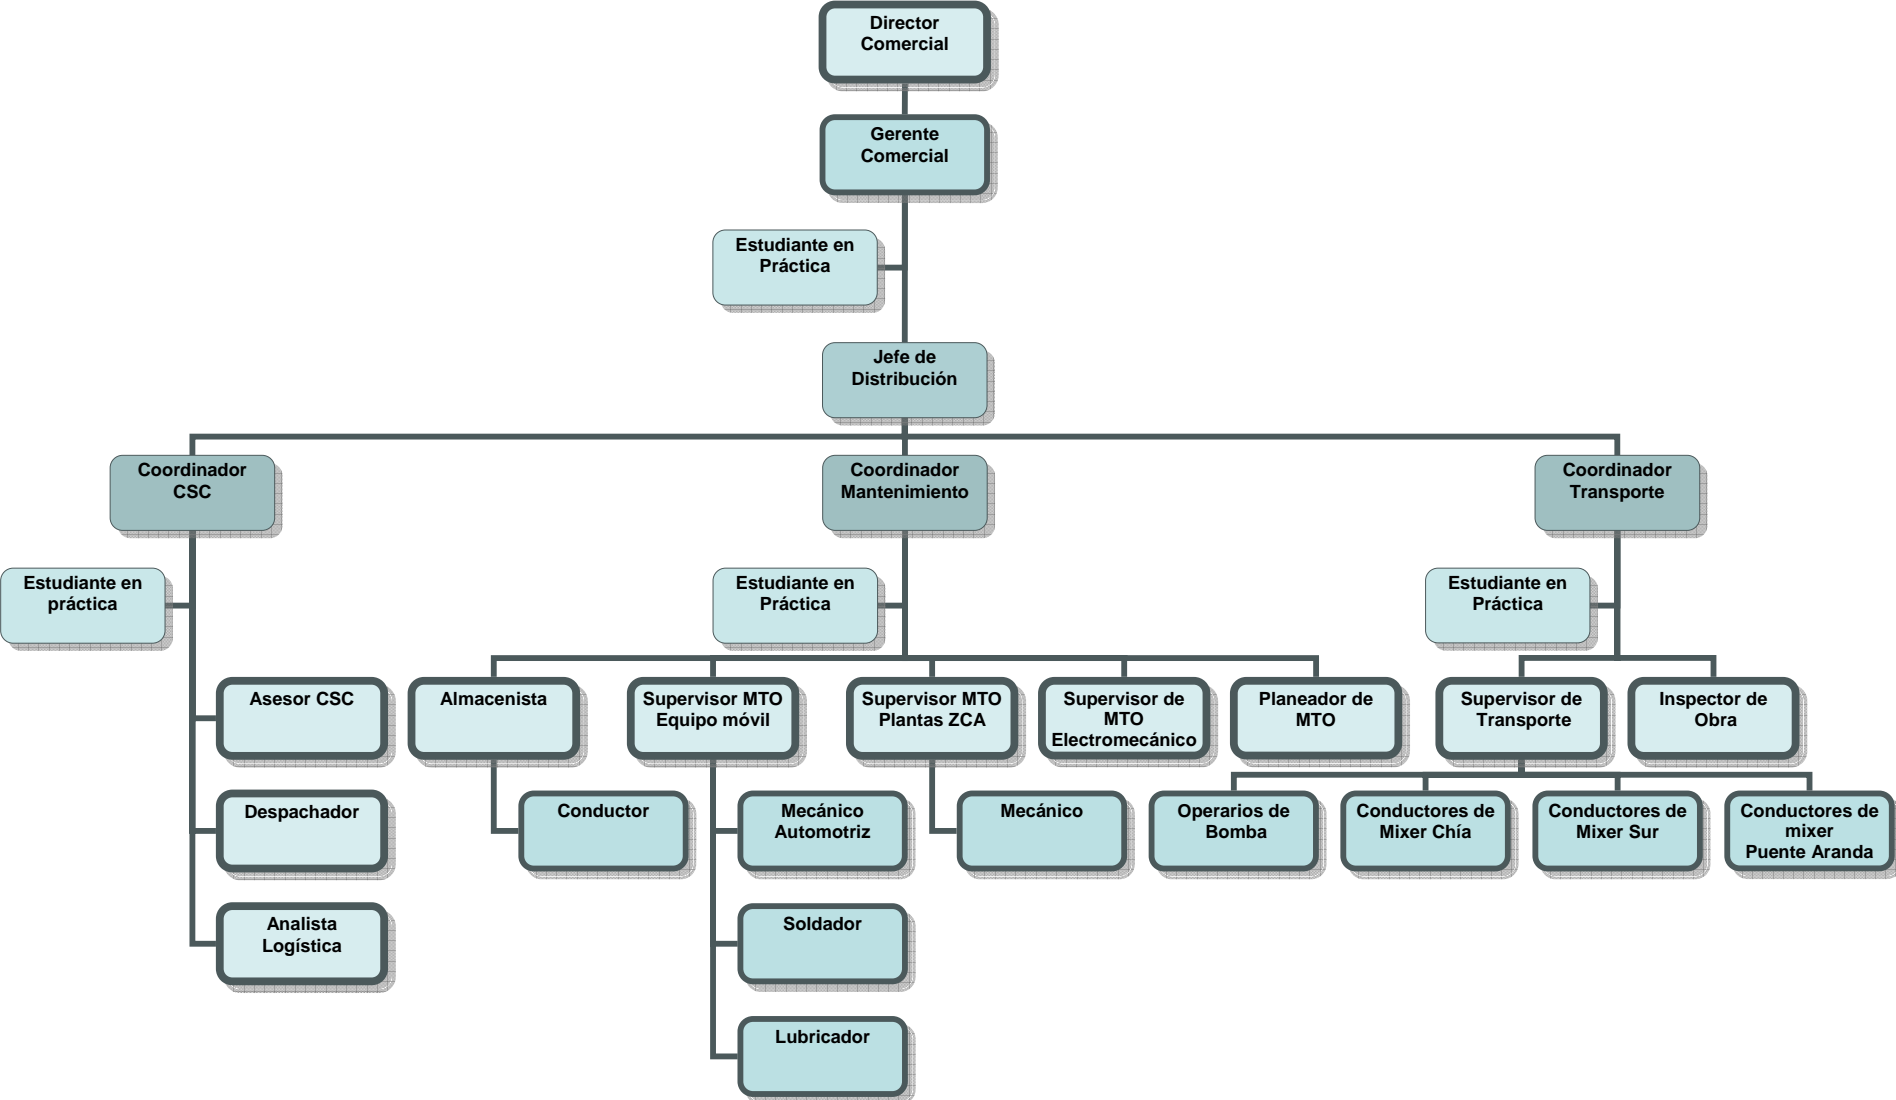 Director
Comercial
Gerente
Comercial
Estudiante en
Práctica
Jefe de
Distribución
Coordinador
CSC
Coordinador
Mantenimiento
Coordinador
Transporte
Estudiante en
práctica
Estudiante en
Práctica
Estudiante en
Práctica
Asesor CSC
Almacenista
Supervisor MTO
Equipo móvil
Supervisor MTO
Plantas ZCA
Supervisor de
MTO
Electromecánico
Planeador de
MTO
Supervisor de
Transporte
Inspector de
Obra
Despachador
Conductor
Mecánico
Automotriz
Mecánico
Operarios de
Bomba
Conductores de
Mixer Chía
Conductores de
Mixer Sur
Conductores de
mixer
Puente Aranda
Analista
Logística
Soldador
Lubricador